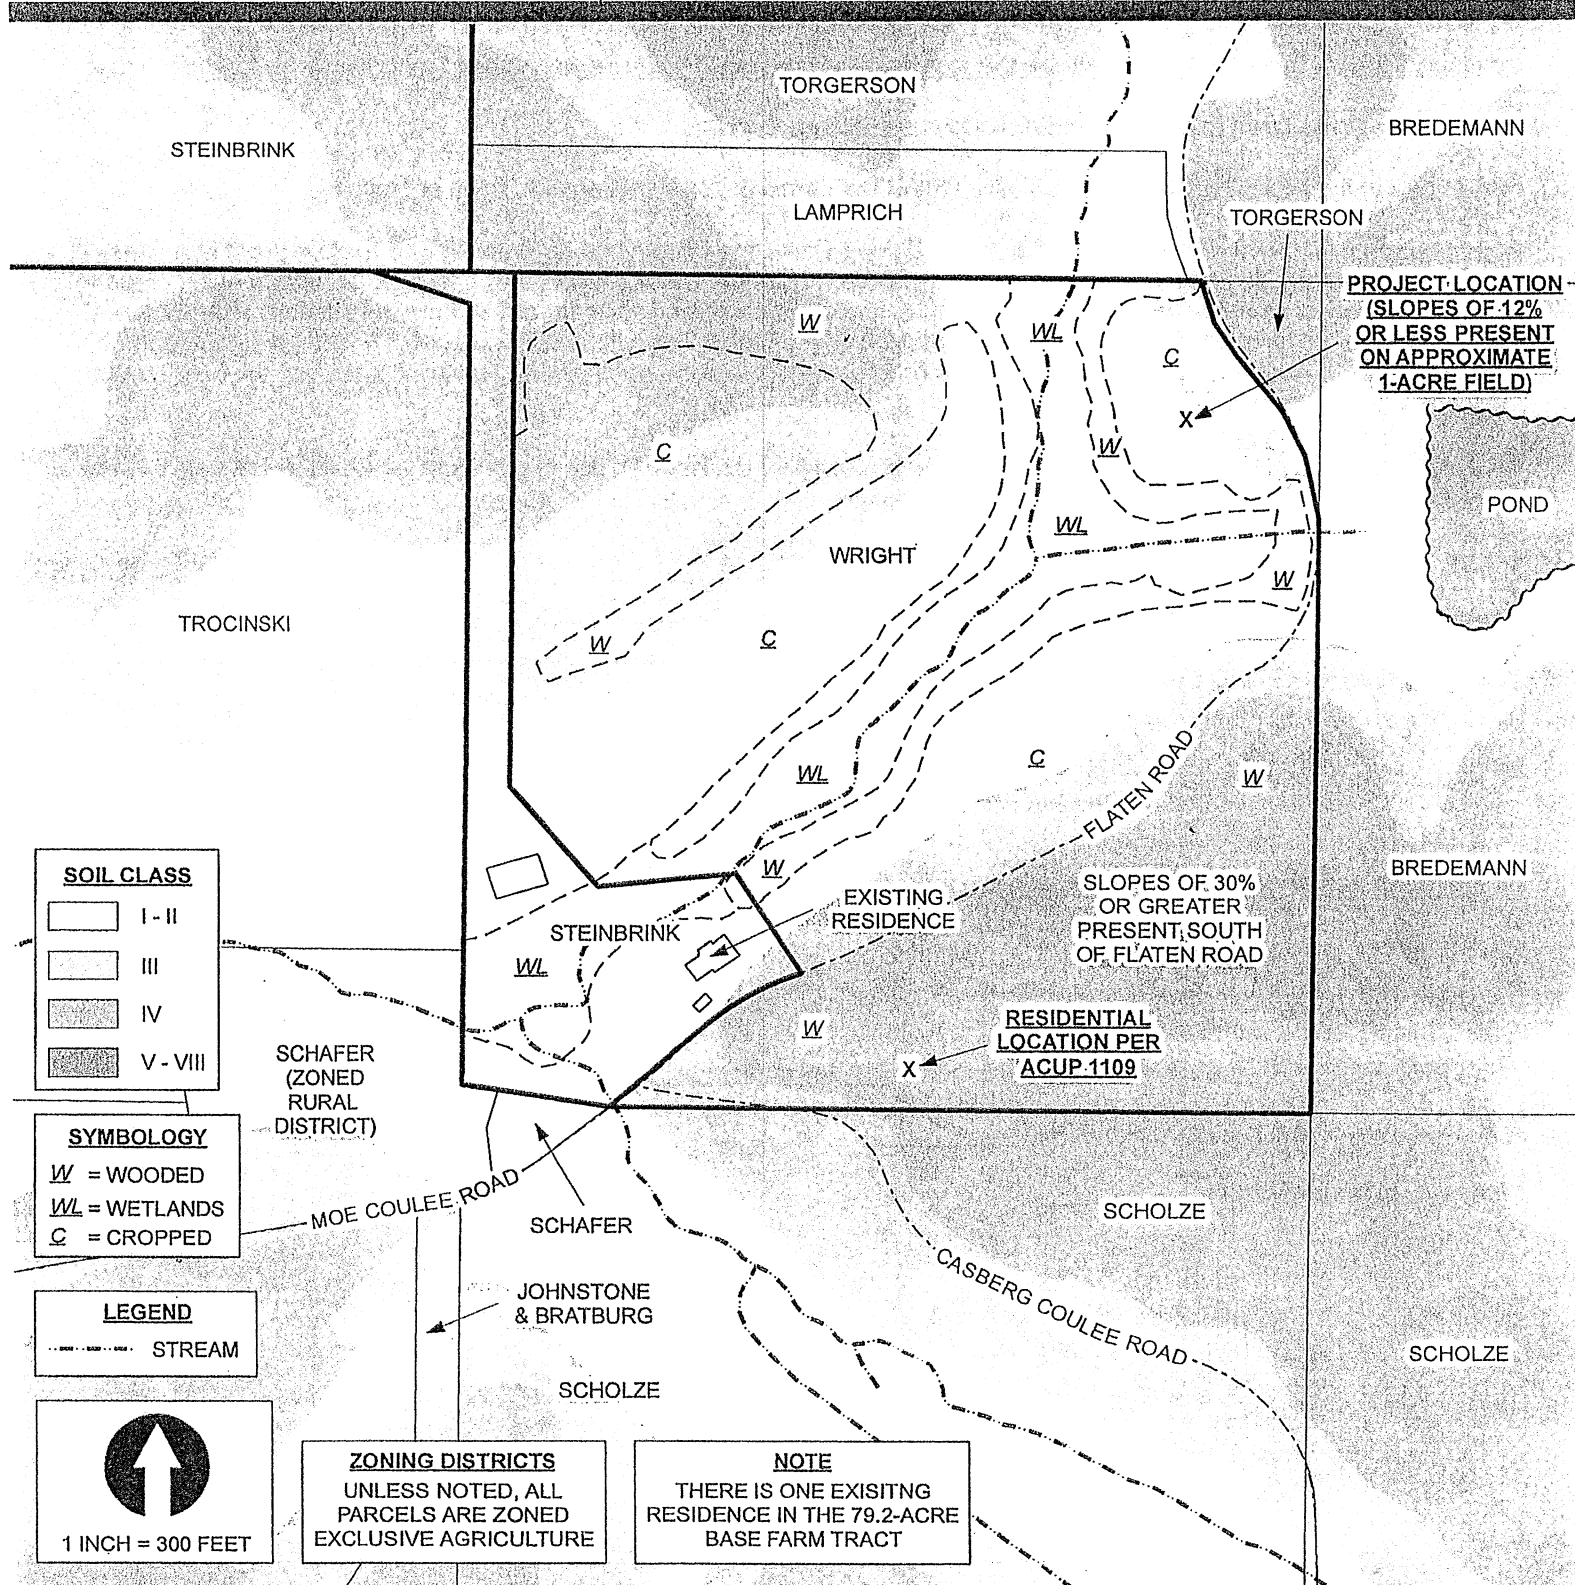 TORGERSON
STEINBRINK
BREDEMANN
LAMPRICH
TORGERSON
PROJECT LOCATION
(SLOPES OF 12%
OR LESS PRESENT
ON APPROXIMATE
1-ACRE FIELD)
W
WL
C
X
C
W
POND
WL
WRIGHT
W
TROCINSKI
W
C
FLATEN ROAD
C
WL
W
SOIL CLASS
I - II
III
IV
V - VIII
W
BREDEMANN
EXISTING
RESIDENCE
SLOPES OF 30%
OR GREATER
PRESENT SOUTH
OF FLATEN ROAD
STEINBRINK
WL
W
RESIDENTIAL
LOCATION PER
ACUP 1109
X
SCHAFER
(ZONED
RURAL
DISTRICT)
SYMBOLOGY
W = WOODED
WL = WETLANDS
C = CROPPED
MOE COULEE ROAD
SCHAFER
SCHOLZE
CASBERG COULEE ROAD
JOHNSTONE
& BRATBURG
LEGEND
STREAM
SCHOLZE
SCHOLZE
1 INCH = 300 FEET
ZONING DISTRICTS
UNLESS NOTED, ALL
PARCELS ARE ZONED
EXCLUSIVE AGRICULTURE
NOTE
THERE IS ONE EXISITNG
RESIDENCE IN THE 79.2-ACRE
BASE FARM TRACT